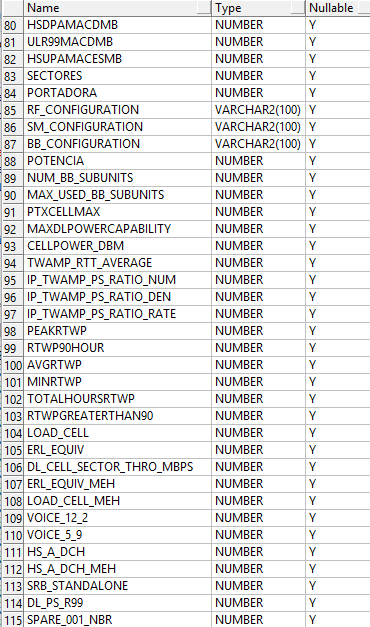 Name Type Nullable
80 HSDPAMACDMB NUMBER Y
81 ULR99MACDMB NUMBER Y
82 HSUPAMACESMB NUMBER Y
83 SECTORES NUMBER Y
84 PORTADORA NUMBER Y
85 RF_CONFIGURATION VARCHAR2(100) Y
86 SM_CONFIGURATION VARCHAR2(100) Y
87 BB_CONFIGURATION VARCHAR2(100) Y
88 POTENCIA NUMBER Y
89 NUM_BB_SUBUNITS NUMBER Y
90 MAX_USED_BB_SUBUNITS NUMBER Y
91 PTXCELLMAX NUMBER Y
92 MAXDLPOWERCAPABILITY NUMBER Y
93 CELLPOWER_DBM NUMBER Y
94 TWAMP_RTT_AVERAGE NUMBER Y
95 IP_TWAMP_PS_RATIO_NUM NUMBER Y
96 IP_TWAMP_PS_RATIO_DEN NUMBER Y
97 IP_TWAMP_PS_RATIO_RATE NUMBER Y
98 PEAKRTWP NUMBER Y
99 RTWP90HOUR NUMBER Y
100 AVGRTWP NUMBER Y
101 MINRTWP NUMBER Y
102 TOTALHOURSRTWP NUMBER Y
103 RTWPGREATERTHAN90 NUMBER Y
104 LOAD_CELL NUMBER Y
105 ERL_EQUIV NUMBER Y
106 DL_CELL_SECTOR_THRO_MBPS NUMBER Y
107 ERL_EQUIV_MEH NUMBER Y
108 LOAD_CELL_MEH NUMBER Y
109 VOICE_12_2 NUMBER Y
110 VOICE_5_9 NUMBER Y
111 HS_A_DCH NUMBER Y
112 HS_A_DCH_MEH NUMBER Y
113 SRB_STANDALONE NUMBER Y
114 DL_PS_R99 NUMBER Y
115 SPARE_001_NBR NUMBER Y